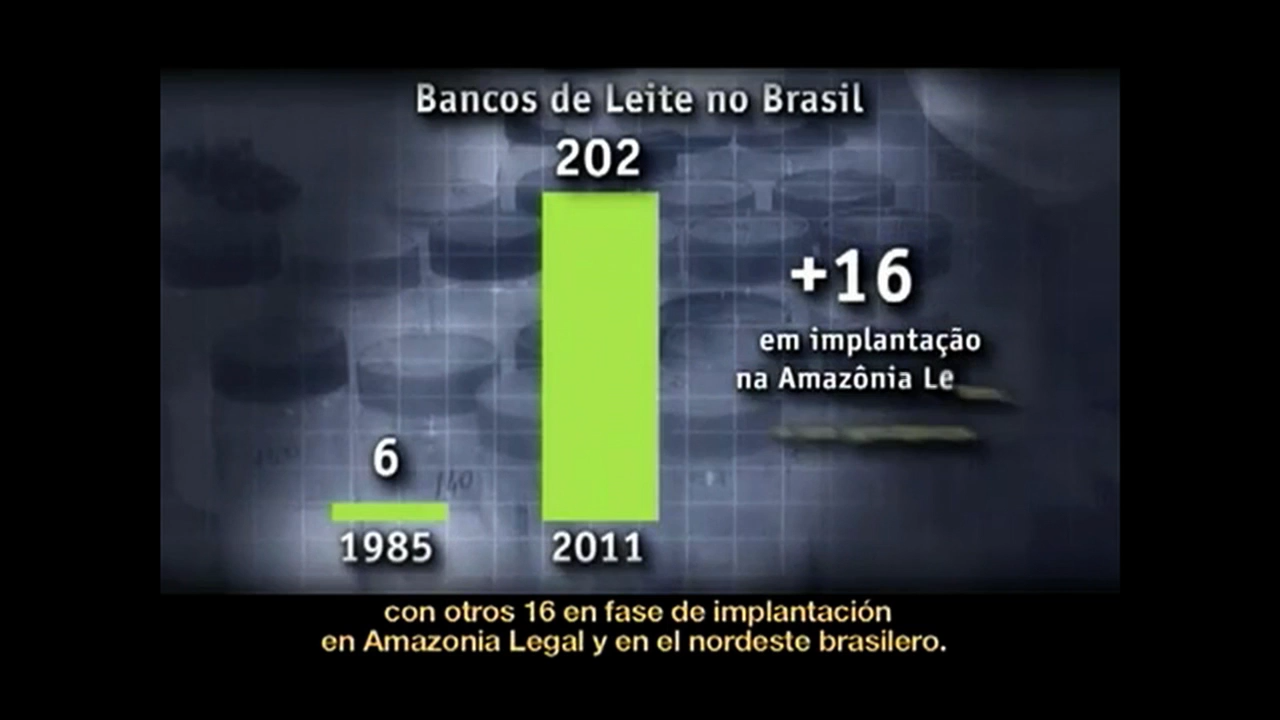 Bancos de Leite no Brasil
202
+16
em implantação
na Amazônia Le
6
140
1985
2011
con otros 16 en fase de implantación
en Amazonia Legal y en el nordeste brasilero.